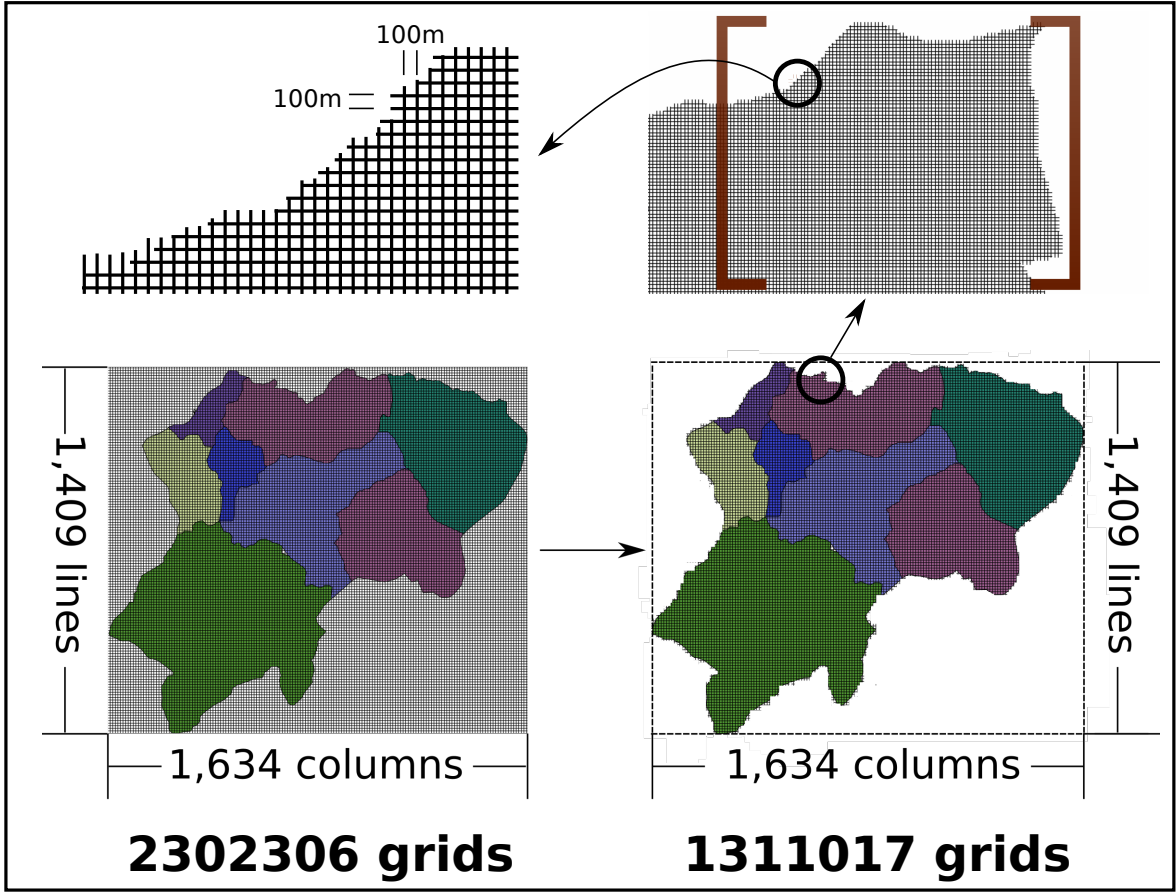 100m
100m
1,409 lines
1,409 lines
1,634 columns
1,634 columns
2302306 grids
1311017 grids